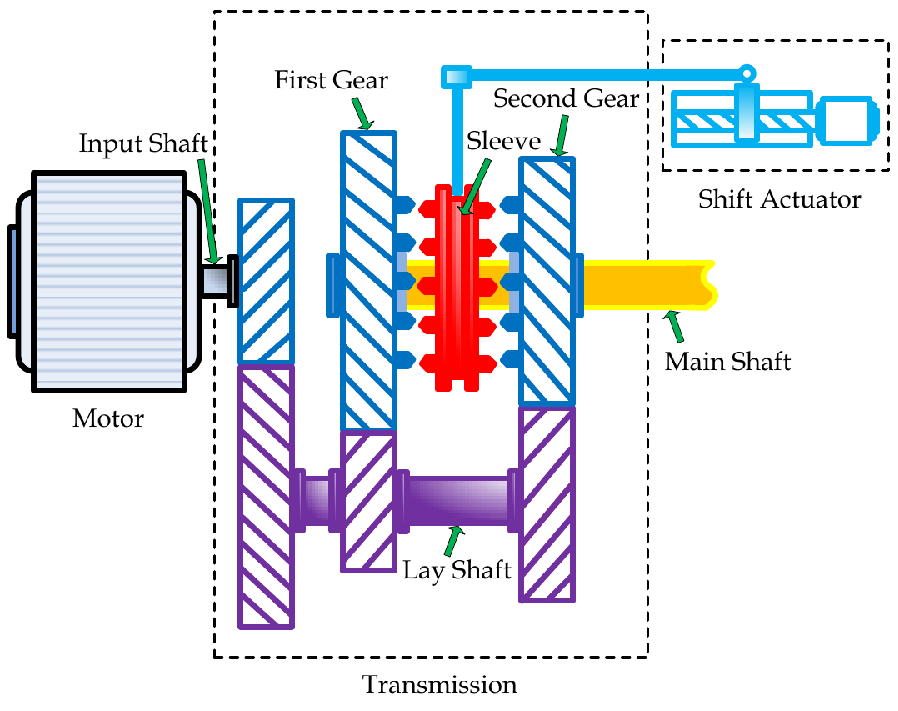 First Gear
Second Gear
Input Shaft
Sleeve
Shift Actuator
Main Shaft
Motor
Lay Shaft
Transmission